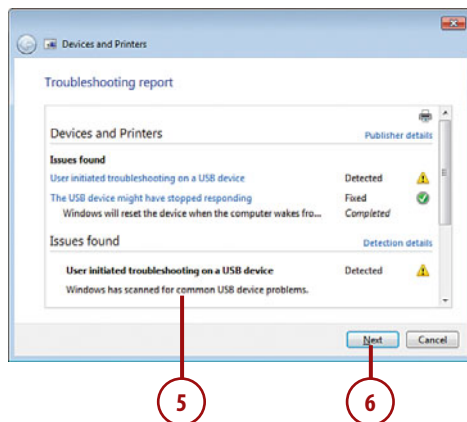 Devices and Printers
Troubleshooting report
Devices and Printers Publisher details
Issues found
User initiated troubleshooting on a USB device Detected
The USB device might have stopped responding Fixed
Windows will reset the device when the computer wakes fro... Completed
Issues found Detection details
User initiated troubleshooting on a USB device Detected
Windows has scanned for common USB device problems.
Next Cancel
5 6